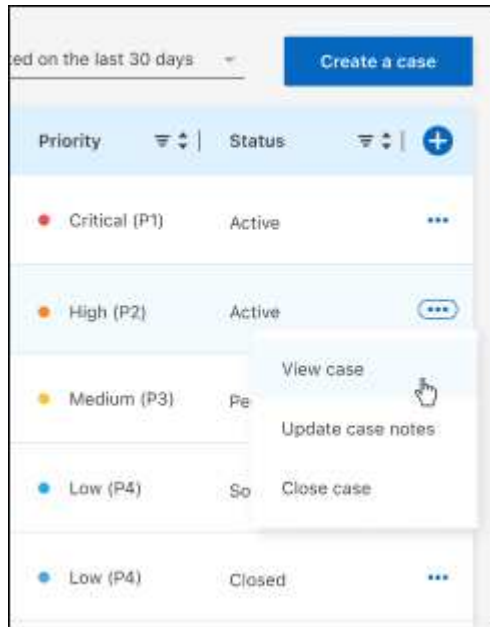 ed on the last 30 days
Create a case
Priority Status
Critical (P1) Active
High (P2) Active
View case
Medium (P3) Pe
Update case notes
Low (P4) So Close case
Low (P4) Closed